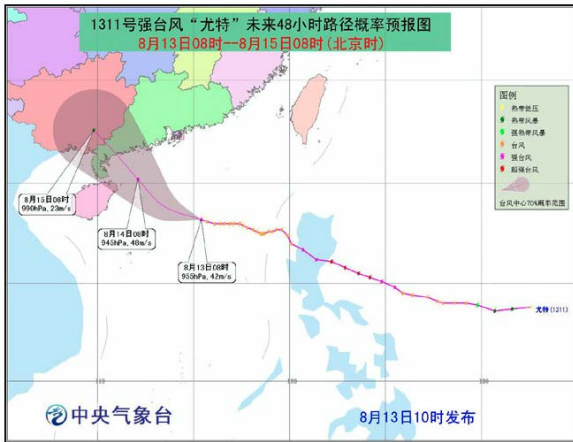 1311号强台风“尤特”未来48小时路径概率预报图
8月13日08时--8月15日08时(北京时)
图例
热带低压
热带风暴
强热带风暴
台风
强台风
超强台风
台风中心70%概率范围
8月15日08时
990hPa,23m/s
8月14日08时
945hPa,48m/s
8月13日08时
955hPa,42m/s
尤特(1311)
110
120
130
中央气象台
8月13日10时发布